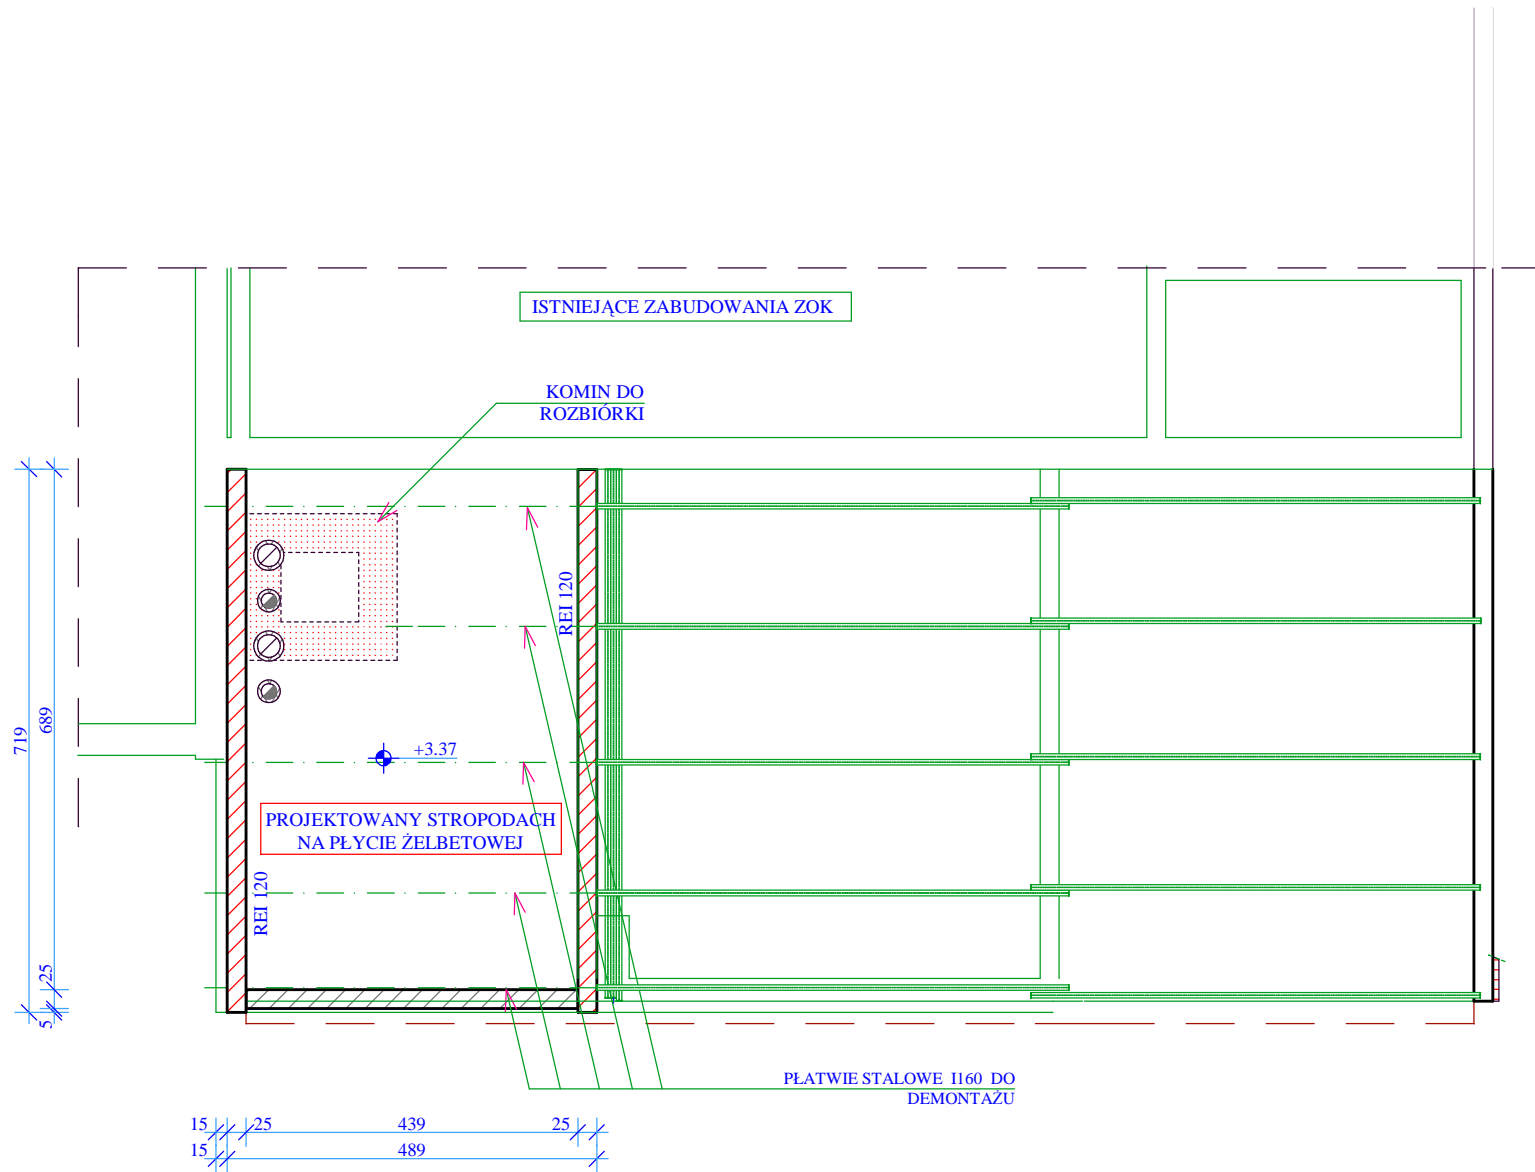 ISTNIEJĄCE ZABUDOWANIA ZOK
KOMIN DO
ROZBIÓRKI
REI 120
719
689
+3.37
PROJEKTOWANY STROPODACH
NA PŁYCIE ŻELBETOWEJ
REI 120
25
5
PŁATWIE STALOWE I160 DO
DEMONTAŻU
15 25 439 25
15 489